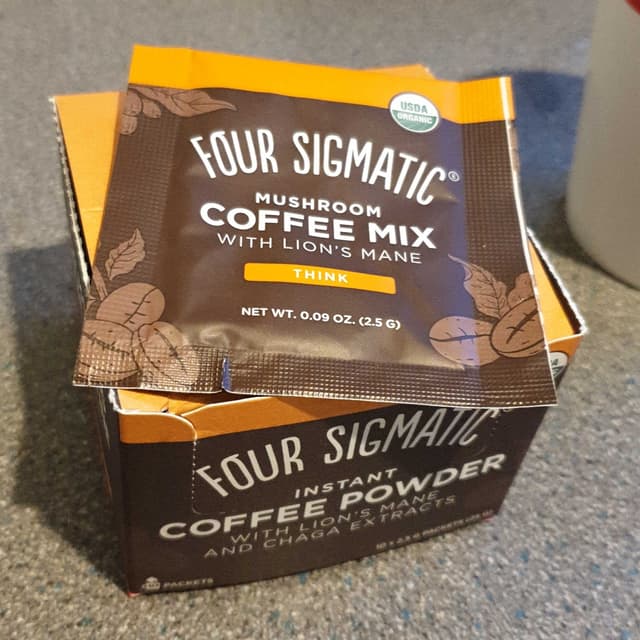 USDA
ORGANIC
FOUR SIGMATIC®
MUSHROOM
COFFEE MIX
WITH LION'S MANE
THINK
NET WT. 0.09 OZ. (2.5 G)
FOUR SIGMATIC
INSTANT
COFFEE POWDER
WITH LION'S MANE
AND CHAGA EXTRACTS
PACKETS